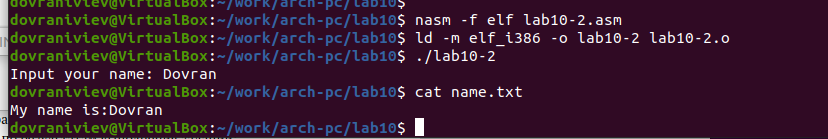 dovraniviev@VirtualBox:~/work/arch-pc/lab10$
dovraniviev@VirtualBox:~/work/arch-pc/lab10$ nasm -f elf lab10-2.asm
dovraniviev@VirtualBox:~/work/arch-pc/lab10$ ld -m elf_i386 -o lab10-2 lab10-2.o
dovraniviev@VirtualBox:~/work/arch-pc/lab10$ ./lab10-2
Input your name: Dovran
dovraniviev@VirtualBox:~/work/arch-pc/lab10$ cat name.txt
My name is:Dovran
dovraniviev@VirtualBox:~/work/arch-pc/lab10$